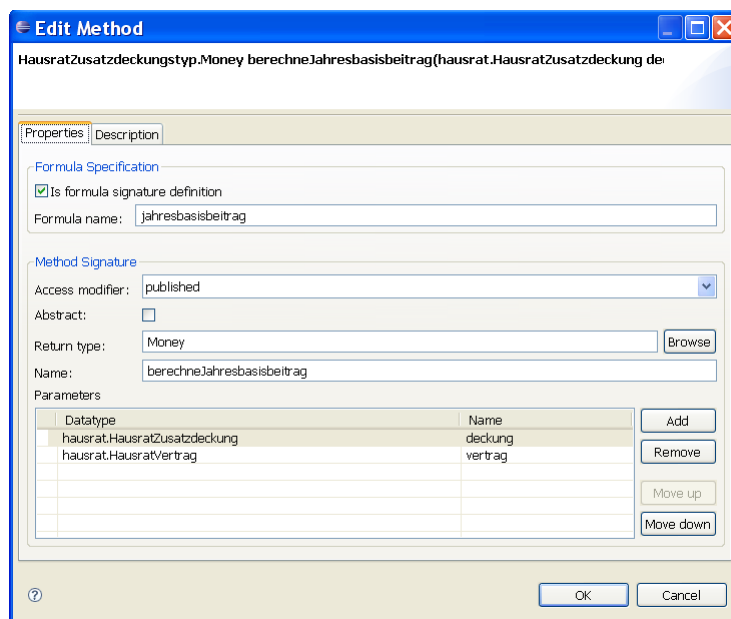 Edit Method
HausratZusatzdeckungstyp.Money berechneJahresbasisbeitrag(hausrat.HausratZusatzdeckung de
Properties Description
Formula Specification
Is formula signature definition
Formula name: jahresbasisbeitrag
Method Signature
Access modifier: published
Abstract:
Return type: Money Browse
Name: berechneJahresbasisbeitrag
Parameters
Datatype Name Add
hausrat.HausratZusatzdeckung deckung
hausrat.HausratVertrag vertrag Remove
Move up
Move down
? OK Cancel